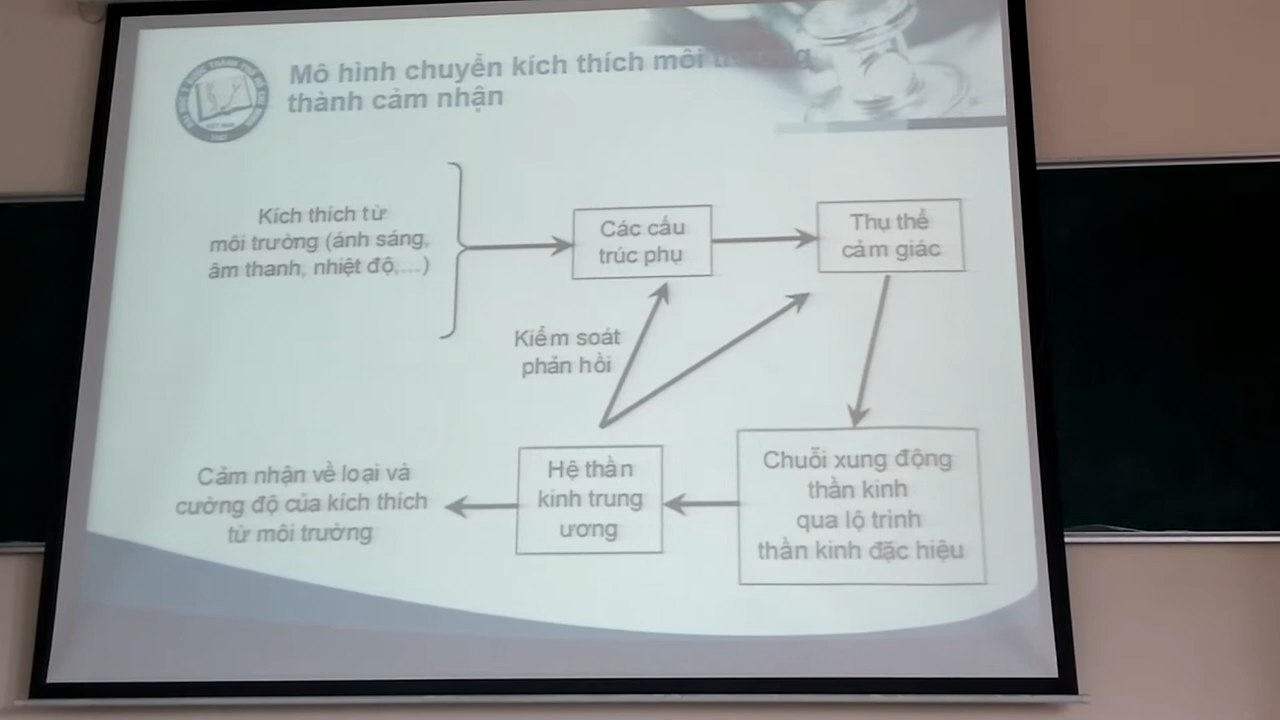 Mô hình chuyển kích thích môi trường
thành cảm nhận
Kích thích từ
môi trường (ánh sáng,
âm thanh, nhiệt độ,...)
Các cấu
trúc phụ
Thụ thể
cảm giác
Kiểm soát
phản hồi
Cảm nhận về loại và
cường độ của kích thích
từ môi trường
Hệ thần
kinh trung
ương
Chuỗi xung động
thần kinh
qua lộ trình
thần kinh đặc hiệu